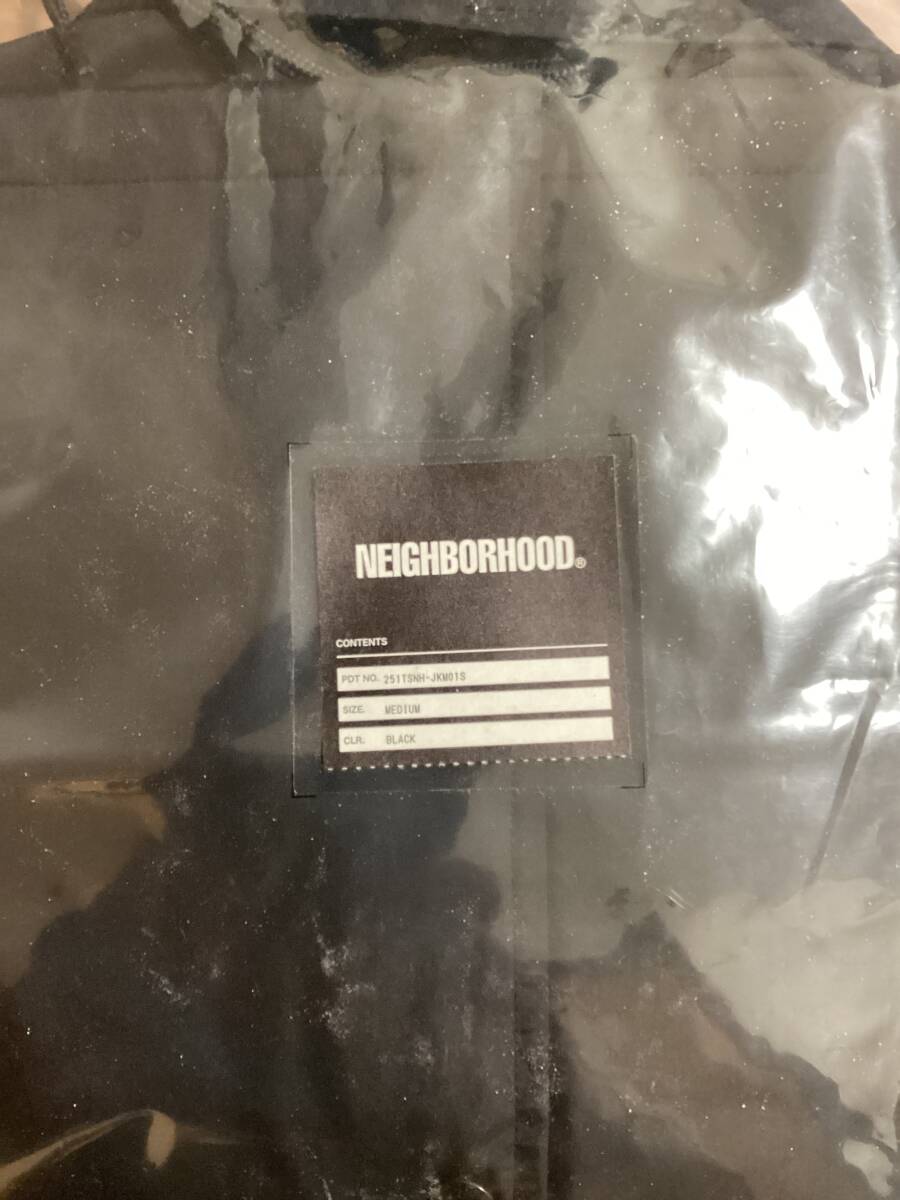 NEIGHBORHOOD®
CONTENTS
PDT NO. 251TSNH-JKM01S
SIZE. MEDIUM
CLR. BLACK